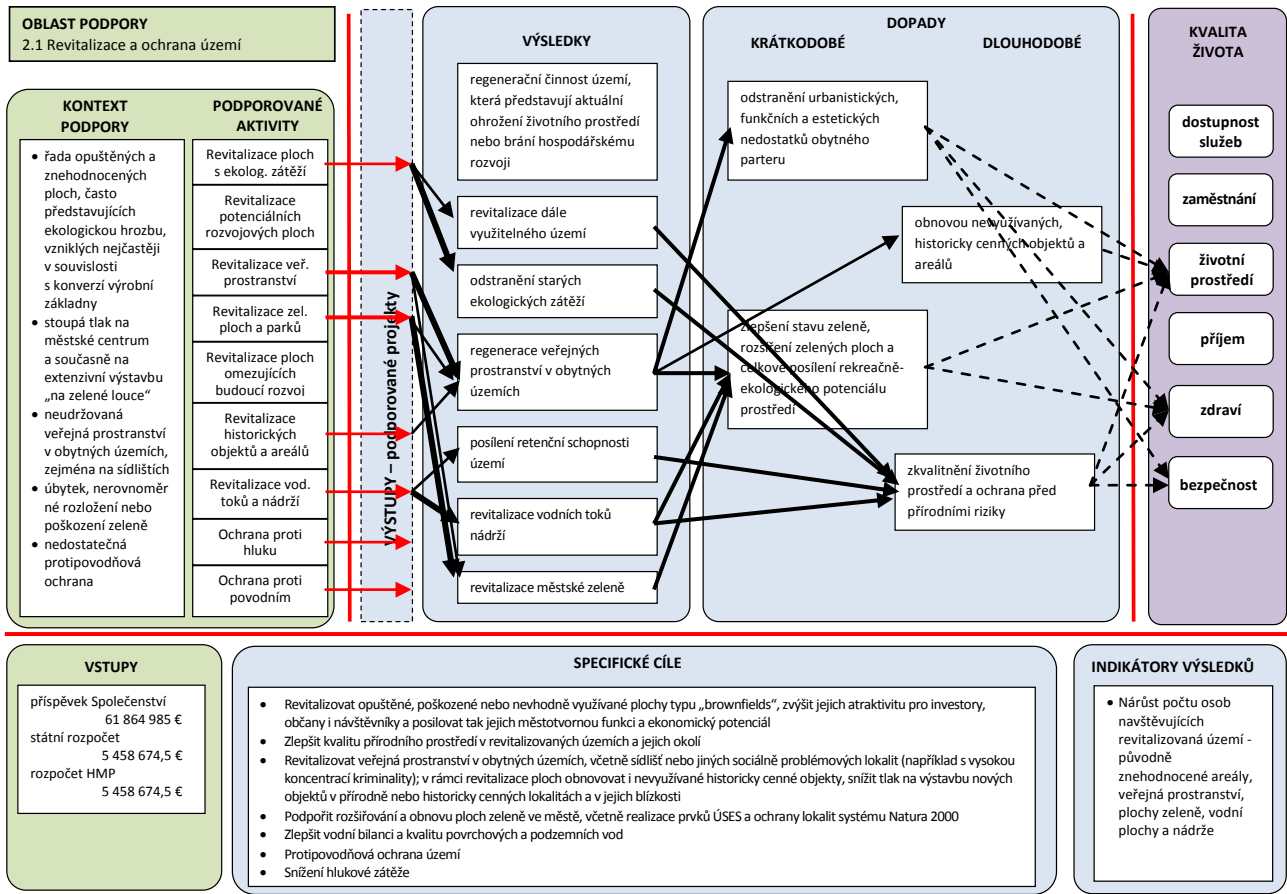 OBLAST PODPORY
2.1 Revitalizace a ochrana území
KONTEXT
PODPORY
• řada opuštěných a
znehodnocených
ploch, často
představujících
ekologickou hrozbu,
vzniklých nejčastěji
v souvislosti
s konverzí výrobní
základny
• stoupá tlak na
městské centrum
a současně na
extenzivní výstavbu
„na zelené louce“
• neudržovaná
veřejná prostranství
v obytných územích,
zejména na sídlištích
• úbytek, nerovnoměr
né rozložení nebo
poškození zeleně
• nedostatečná
protipovodňová
ochrana
PODPOROVANÉ
AKTIVITY
Revitalizace ploch
s ekolog. zátěží
Revitalizace
potenciálních
rozvojových ploch
Revitalizace veř.
prostranství
Revitalizace zel.
ploch a parků
Revitalizace ploch
omezujících
budoucí rozvoj
Revitalizace
historických
objektů a areálů
Revitalizace vod.
toků a nádrží
Ochrana proti
hluku
Ochrana proti
povodním
VÝSTUPY – podporované projekty
VÝSLEDKY
regenerační činnost území,
která představují aktuální
ohrožení životního prostředí
nebo brání hospodářskému
rozvoji
revitalizace dále
využitelného území
odstranění starých
ekologických zátěží
regenerace veřejných
prostranství v obytných
územích
posílení retenční schopnosti
území
revitalizace vodních toků
nádrží
revitalizace městské zeleně
DOPADY
KRÁTKODOBÉ
DLOUHODOBÉ
odstranění urbanistických,
funkčních a estetických
nedostatků obytného
parteru
obnovou nevyužívaných,
historicky cenných objektů a
areálů
zlepšení stavu zeleně,
rozšíření zelených ploch a
celkové posílení rekreačně-
ekologického potenciálu
prostředí
zkvalitnění životního
prostředí a ochrana před
přírodními riziky
KVALITA
ŽIVOTA
dostupnost
služeb
zaměstnání
životní
prostředí
příjem
zdraví
bezpečnost
VSTUPY
příspěvek Společenství
61 864 985 €
státní rozpočet
5 458 674,5 €
rozpočet HMP
5 458 674,5 €
SPECIFICKÉ CÍLE
• Revitalizovat opuštěné, poškozené nebo nevhodně využívané plochy typu „brownfields“, zvýšit jejich atraktivitu pro investory,
občany i návštěvníky a posilovat tak jejich městotvornou funkci a ekonomický potenciál
• Zlepšit kvalitu přírodního prostředí v revitalizovaných územích a jejich okolí
• Revitalizovat veřejná prostranství v obytných územích, včetně sídlišť nebo jiných sociálně problémových lokalit (například s vysokou
koncentrací kriminality); v rámci revitalizace ploch obnovovat i nevyužívané historicky cenné objekty, snížit tlak na výstavbu nových
objektů v přírodně nebo historicky cenných lokalitách a v jejich blízkosti
• Podpořit rozšiřování a obnovu ploch zeleně ve městě, včetně realizace prvků ÚSES a ochrany lokalit systému Natura 2000
• Zlepšit vodní bilanci a kvalitu povrchových a podzemních vod
• Protipovodňová ochrana území
• Snížení hlukové zátěže
INDIKÁTORY VÝSLEDKŮ
• Nárůst počtu osob
navštěvujících
revitalizovaná území -
původně
znehodnocené areály,
veřejná prostranství,
plochy zeleně, vodní
plochy a nádrže